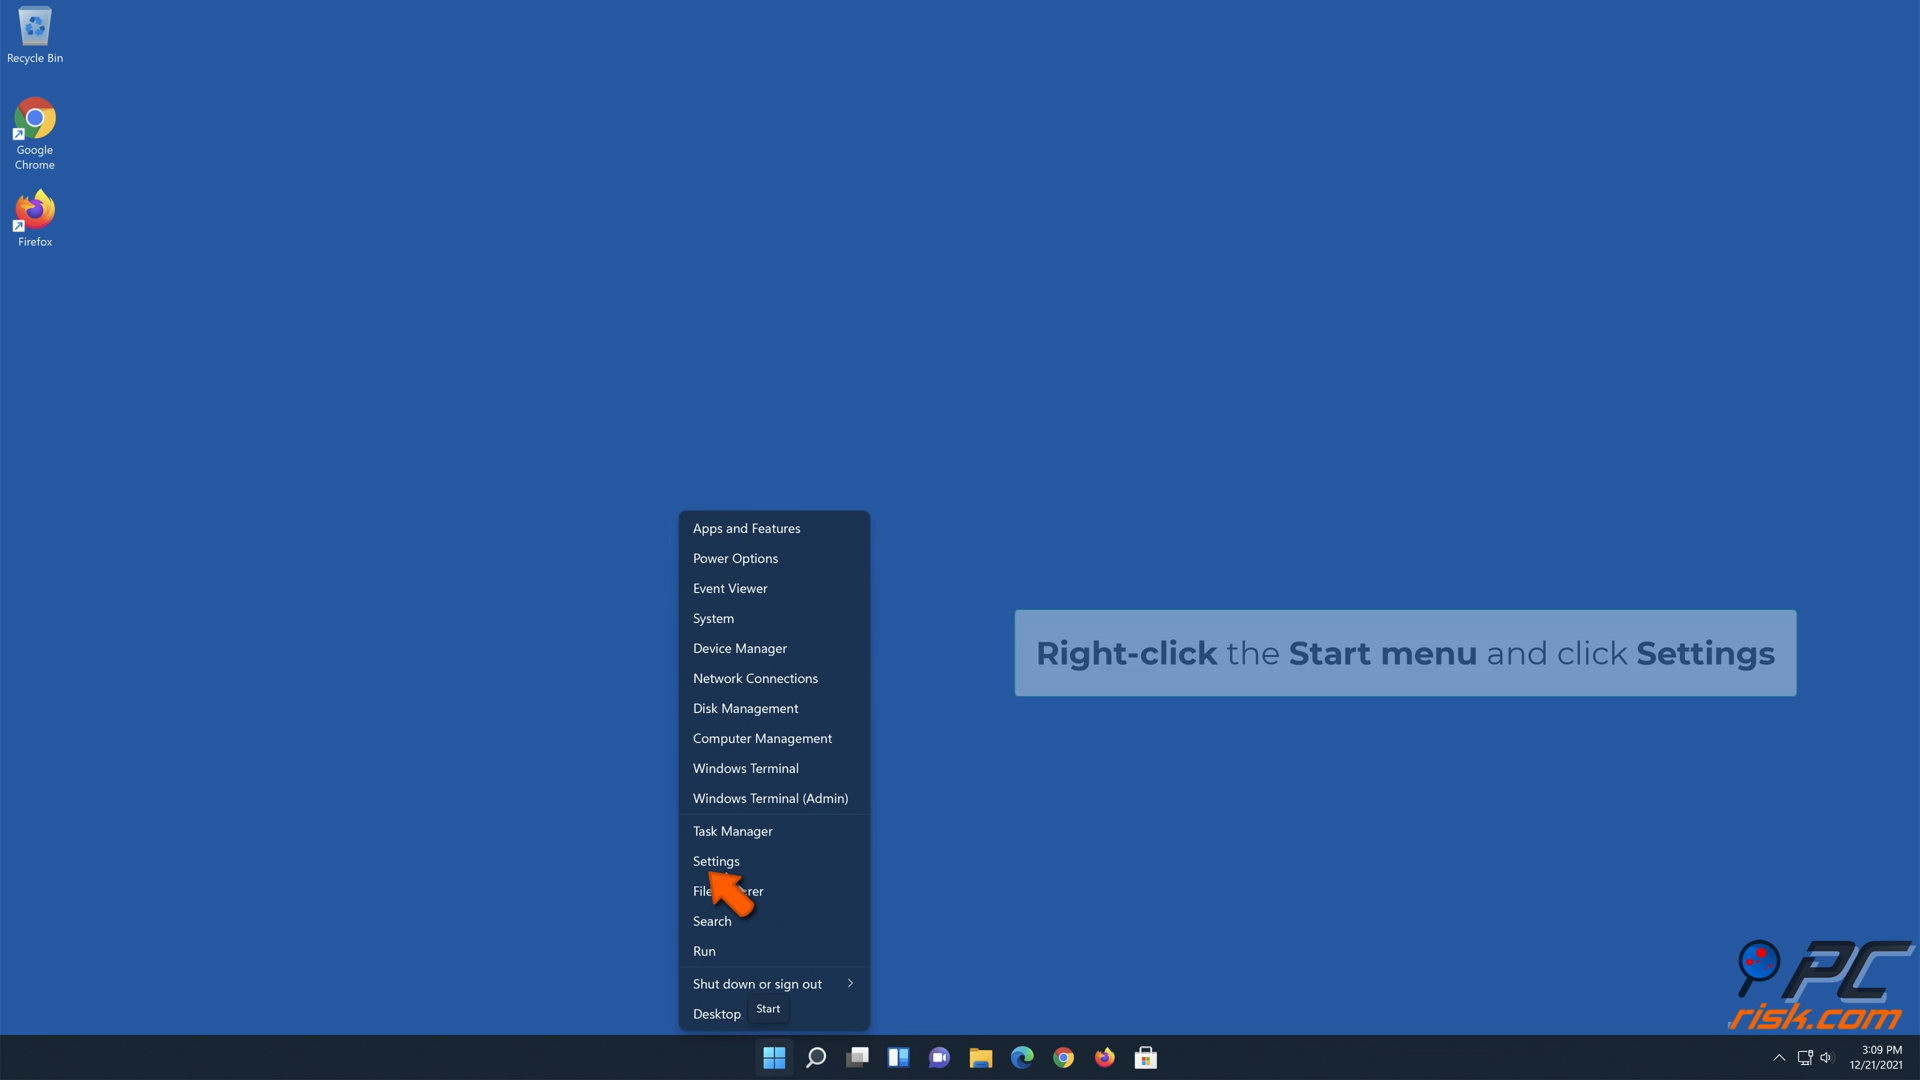 Recycle Bin
Google
Chrome
Firefox
Apps and Features
Power Options
Event Viewer
System
Device Manager
Network Connections
Disk Management
Computer Management
Windows Terminal
Windows Terminal (Admin)
Task Manager
Settings
Search
Run
Shut down or sign out
Desktop
Start
Right-click the Start menu and click Settings
PC
risk.com
3:09 PM
12/21/2021